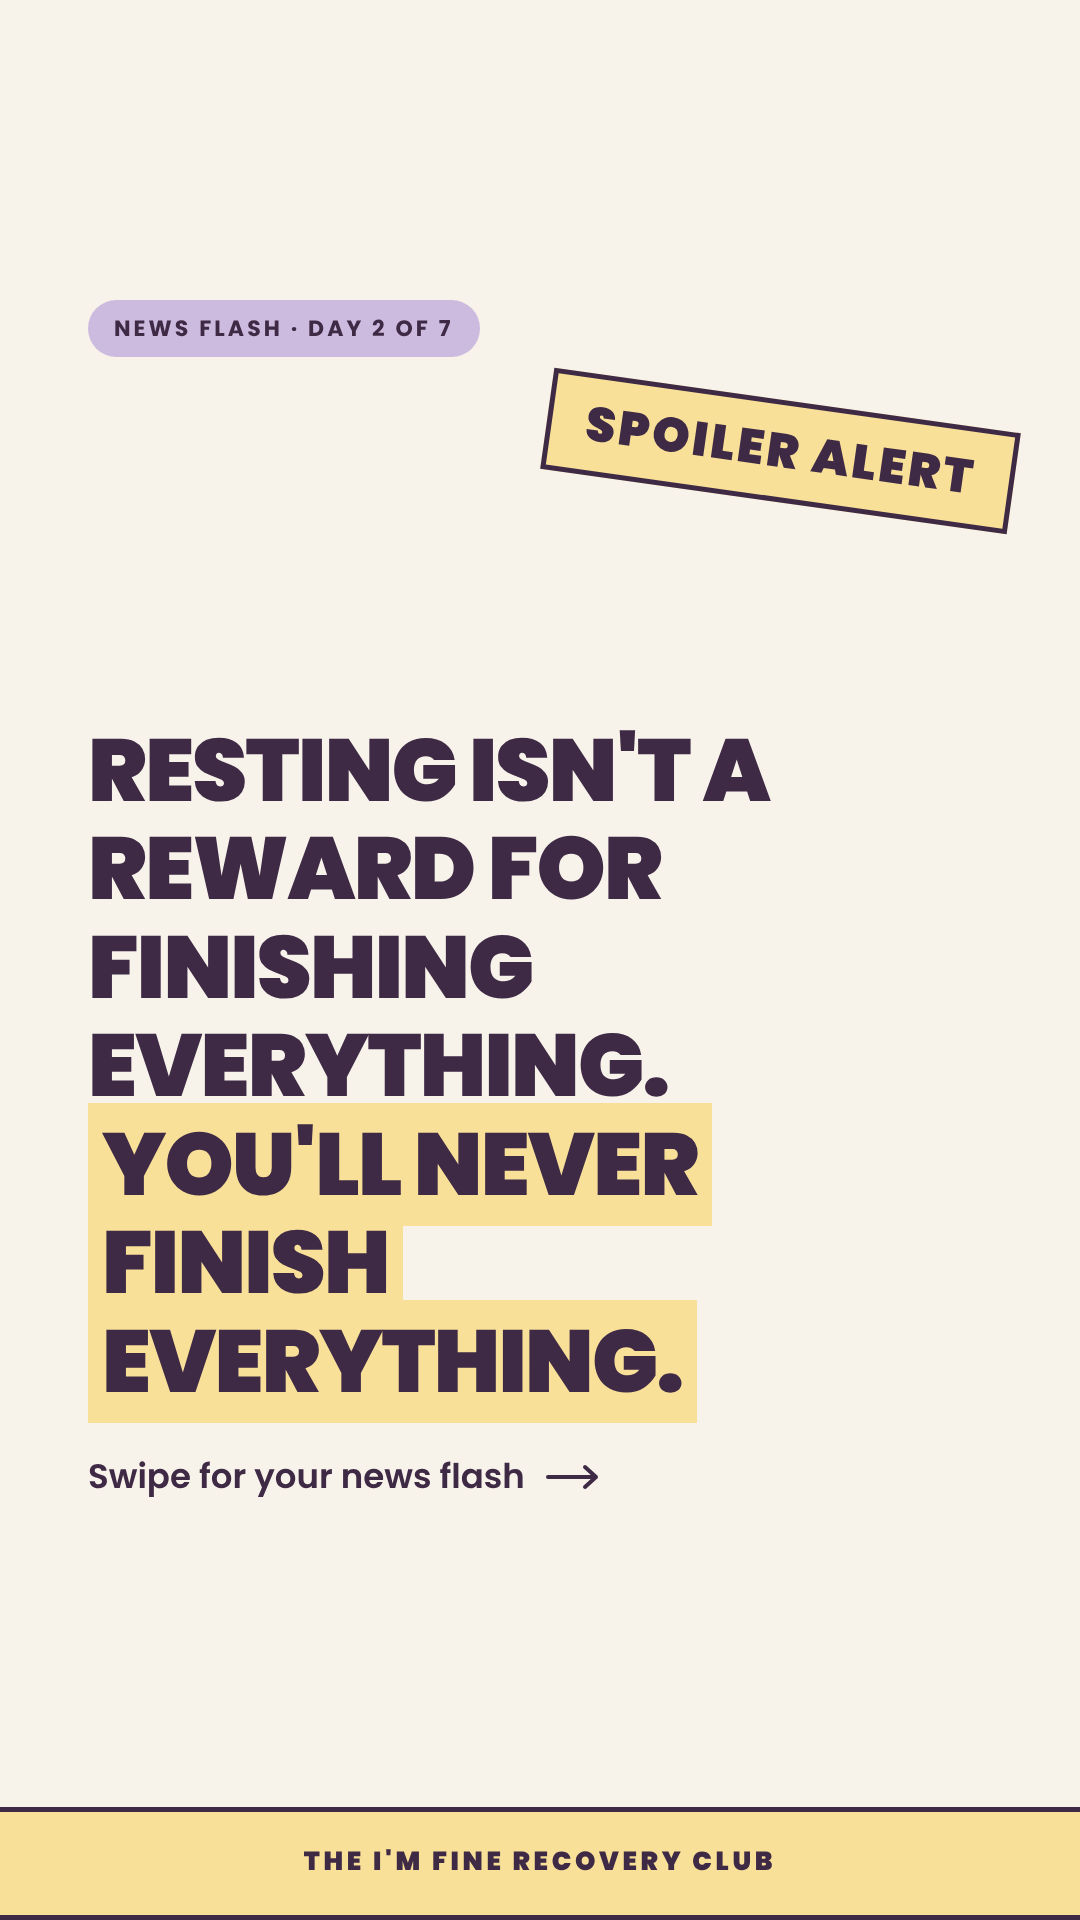 NEWS FLASH · DAY 2 OF 7
SPOILER ALERT
RESTING ISN'T A
REWARD FOR
FINISHING
EVERYTHING.
YOU'LL NEVER
FINISH
EVERYTHING.
Swipe for your news flash →
THE I'M FINE RECOVERY CLUB